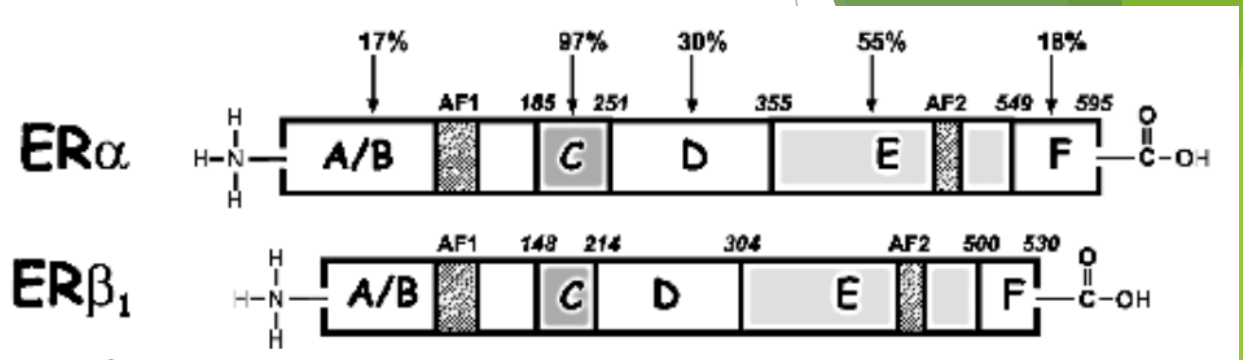 17% 97% 30% 55% 18%
AF1 185 251 355 AF2 549 595
ERα H H-N H A/B C D E F O C-OH
AF1 148 214 304 AF2 500 530
ERβ1 H H-N H A/B C D E F O C-OH